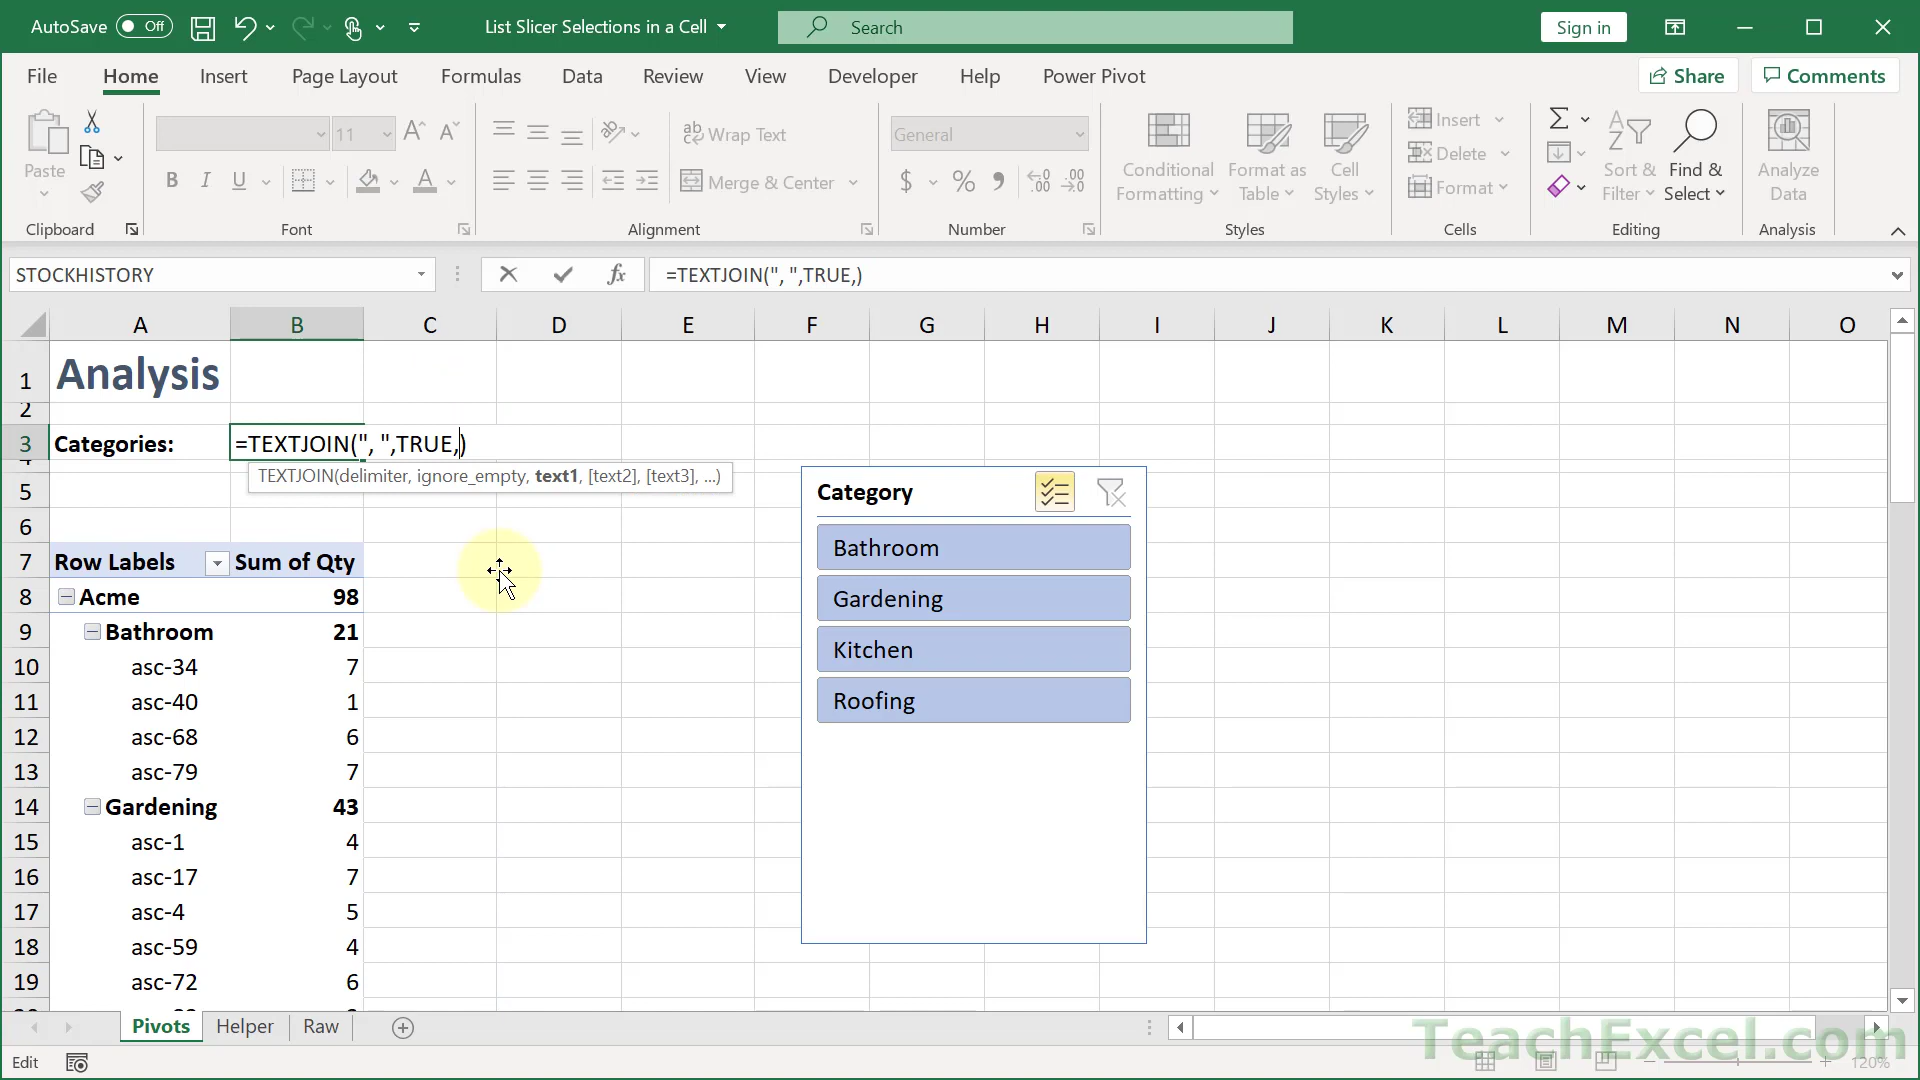 AutoSave Off List Slicer Selections in a Cell Search Sign in
File Home Insert Page Layout Formulas Data Review View Developer Help Power Pivot Share Comments
Paste
11
Wrap Text
General
Conditional Formatting
Format as Table
Cell Styles
Insert
Delete
Format
Sort & Filter
Find & Select
Analyze Data
B I U A Merge & Center $ % 9 .00
Clipboard Font Alignment Number Styles Cells Editing Analysis
STOCKHISTORY fx =TEXTJOIN(", ",TRUE,)
A B C D E F G H I J K L M N O
1 Analysis
2
3 Categories: =TEXTJOIN(", ",TRUE,)
4 TEXTJOIN(delimiter, ignore_empty, text1, [text2], [text3], ...)
5
6
7 Row Labels Sum of Qty
8 Acme 98
9 Bathroom 21
10 asc-34 7
11 asc-40 1
12 asc-68 6
13 asc-79 7
14 Gardening 43
15 asc-1 4
16 asc-17 7
17 asc-4 5
18 asc-59 4
19 asc-72 6
Category
Bathroom
Gardening
Kitchen
Roofing
Pivots Helper Raw
TeachExcel.com
Edit 120%